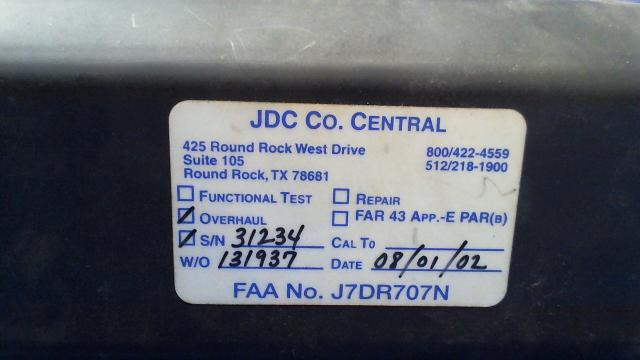 JDC CO. CENTRAL
425 Round Rock West Drive 800/422-4559
Suite 105 512/218-1900
Round Rock, TX 78681
FUNCTIONAL TEST REPAIR
OVERHAUL FAR 43 APP.-E PAR(B)
S/N 31234 CAL TO
W/O 131937 DATE 08/01/02
FAA NO. J7DR707N